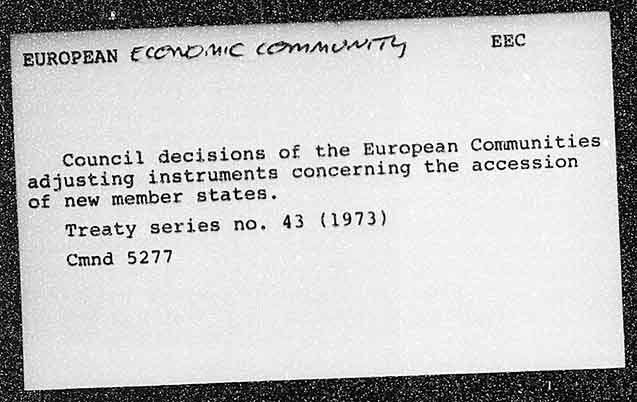 EUROPEAN ECONOMIC COMMUNITY EEC
Council decisions of the European Communities
adjusting instruments concerning the accession
of new member states.
Treaty series no. 43 (1973)
Cmnd 5277